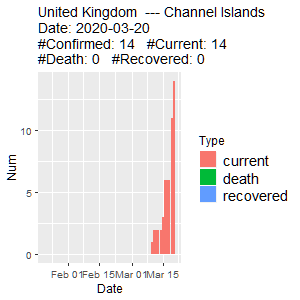 United Kingdom --- Channel Islands
Date: 2020-03-20
#Confirmed: 14 #Current: 14
#Death: 0 #Recovered: 0
Num
10
5
0
Feb 01 Feb 15 Mar 01 Mar 15
Date
Type
current
death
recovered